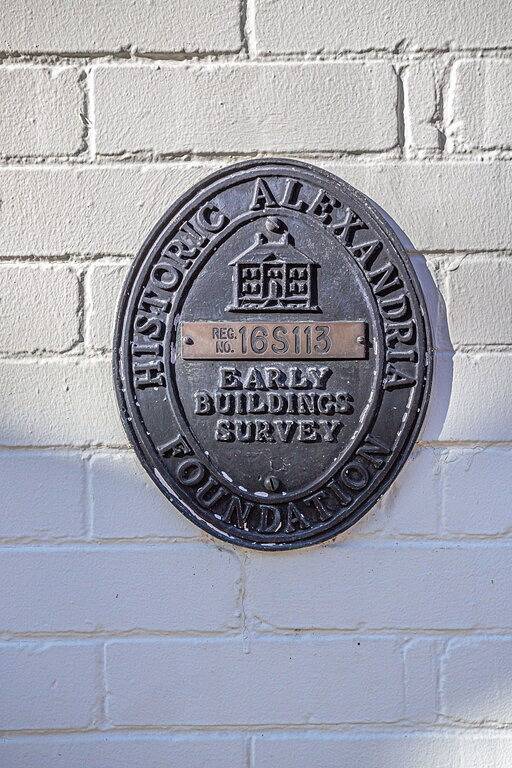 HISTORIC ALEXANDRIA
REG. NO. 16S113
EARLY
BUILDINGS
SURVEY
FOUNDATION